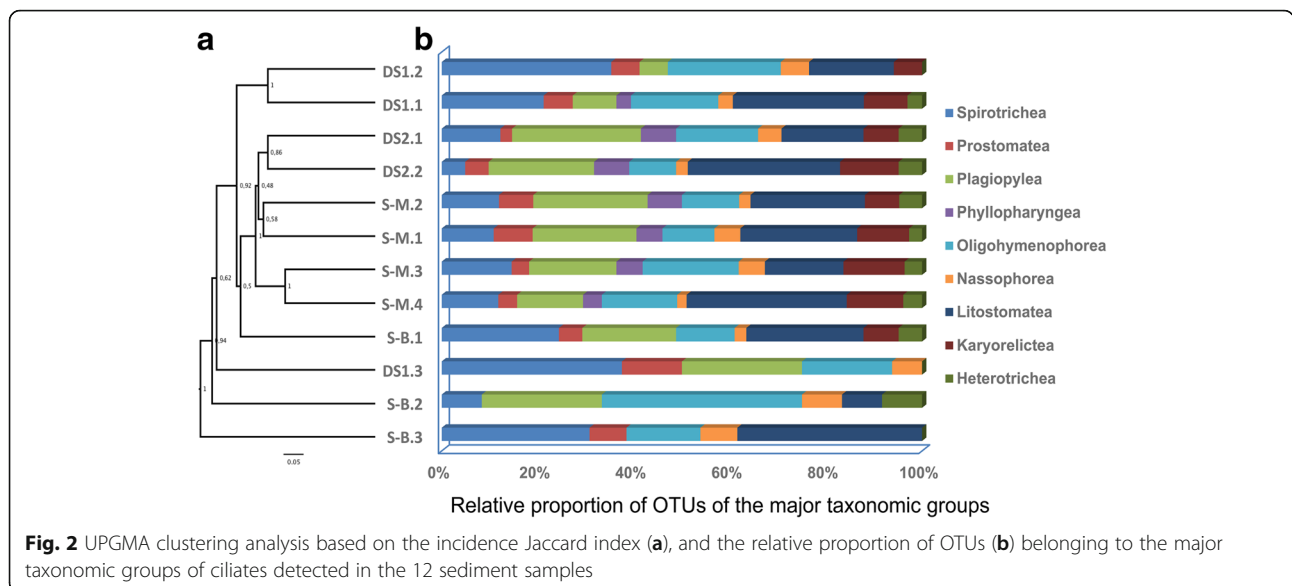 a
b
DS1.2
DS1.1
DS2.1
DS2.2
S-M.2
S-M.1
S-M.3
S-M.4
S-B.1
DS1.3
S-B.2
S-B.3
1
0,86
0,92
0,48
0,58
1
0,62
0,5
1
0,94
1
0.05
0%
20%
40%
60%
80%
100%
Relative proportion of OTUs of the major taxonomic groups
Spirotrichea
Prostomatea
Plagiopylea
Phyllopharyngea
Oligohymenophorea
Nassophorea
Litostomatea
Karyorelictea
Heterotrichea
Fig. 2 UPGMA clustering analysis based on the incidence Jaccard index (a), and the relative proportion of OTUs (b) belonging to the major
taxonomic groups of ciliates detected in the 12 sediment samples